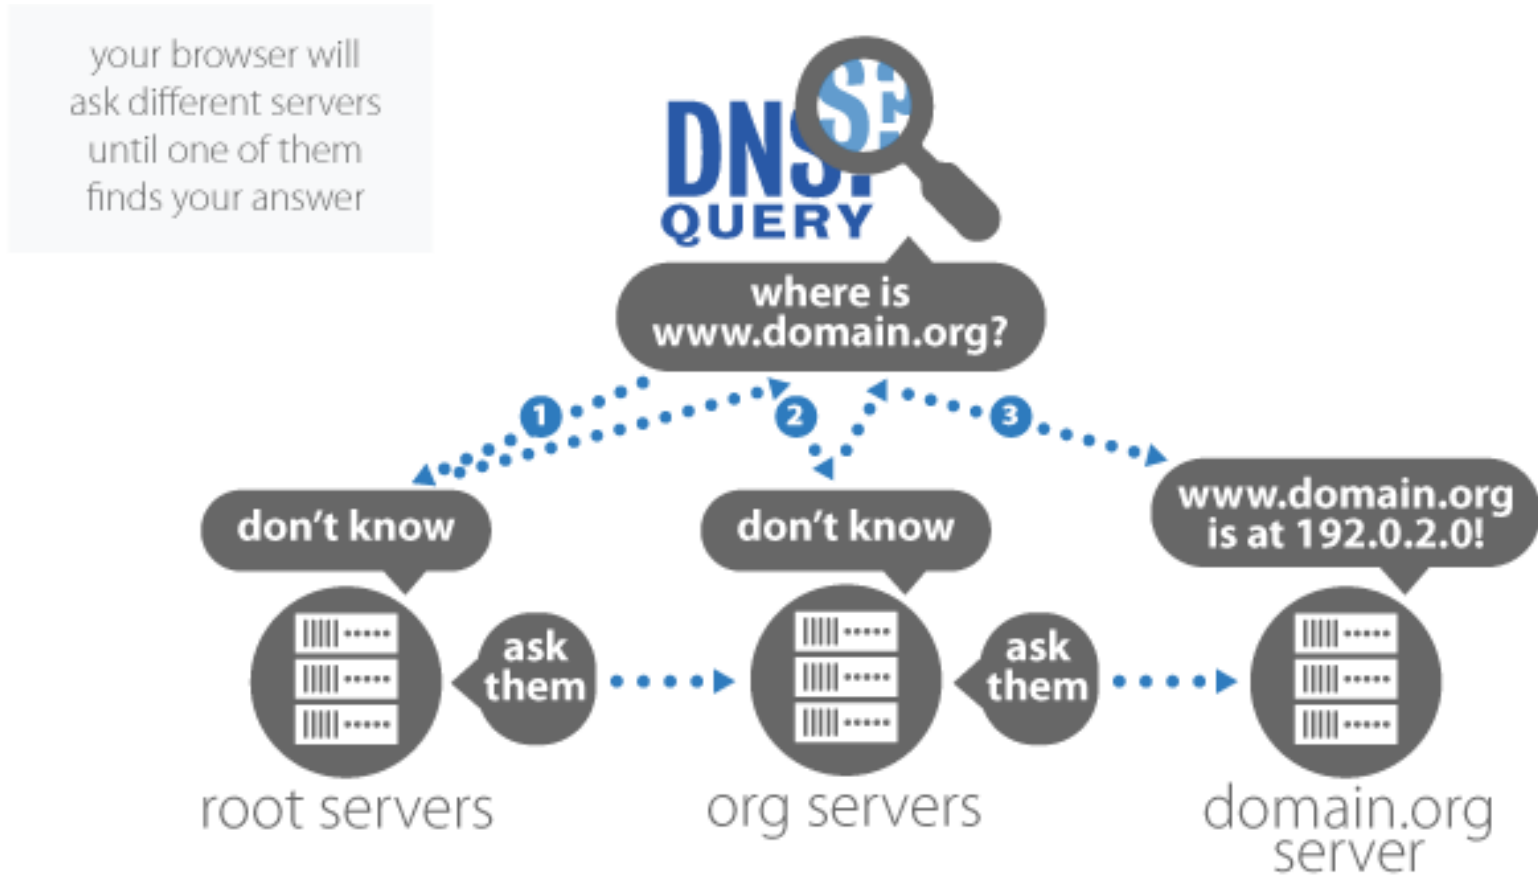 your browser will
ask different servers
until one of them
finds your answer
DNS
SE
QUERY
where is
www.domain.org?
1
2
3
don't know
don't know
www.domain.org
is at 192.0.2.0!
ask
them
ask
them
root servers
org servers
domain.org
server